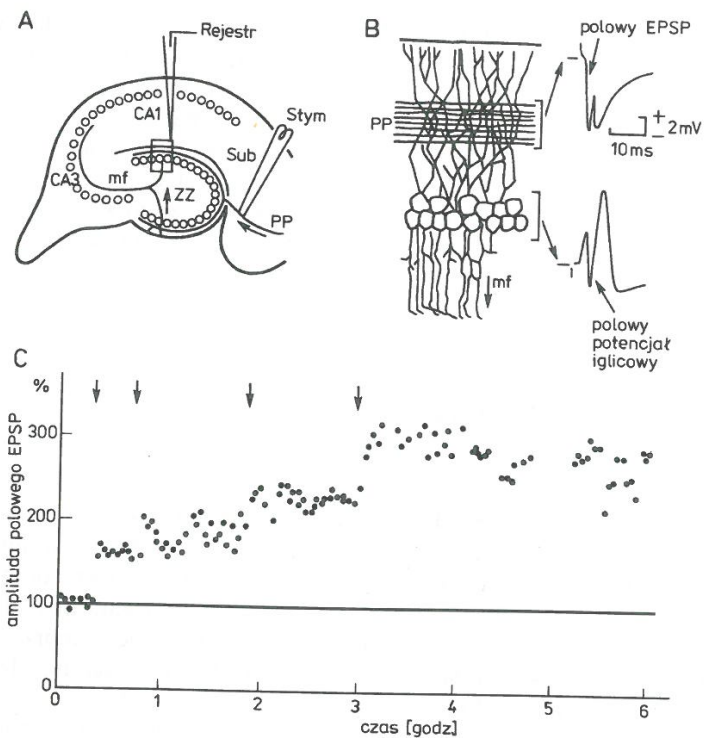 A
Rejestr
CA1
Stym
Sub
CA3
mf
ZZ
PP
B
polowy EPSP
PP
+
- 2mV
10ms
mf
polowy
potencjał
iglicowy
C
%
300
200
100
0
amplituda polowego EPSP
0 1 2 3 4 5 6
czas [godz]